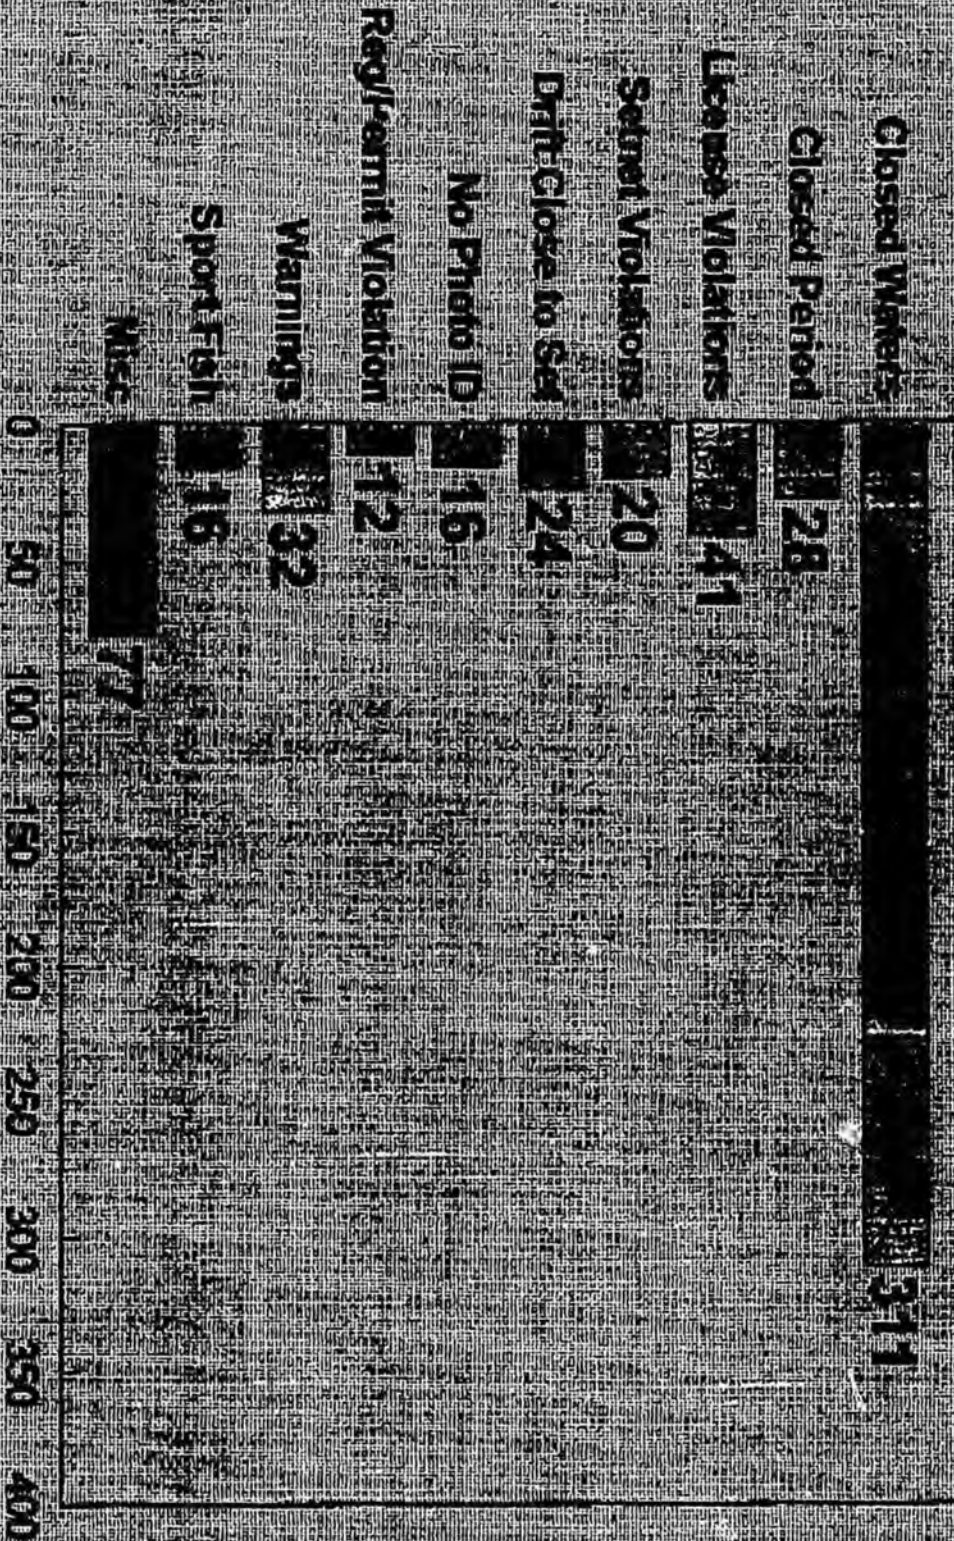 Closed Waters 311
Closed Period 28
License Violations 41
Setnet Violations 20
Drift Close to Set 24
No Photo ID 16
Reg/Permit Violation 12
Warnings 32
Sport Fish 16
Misc 77
0 50 100 150 200 250 300 350 400